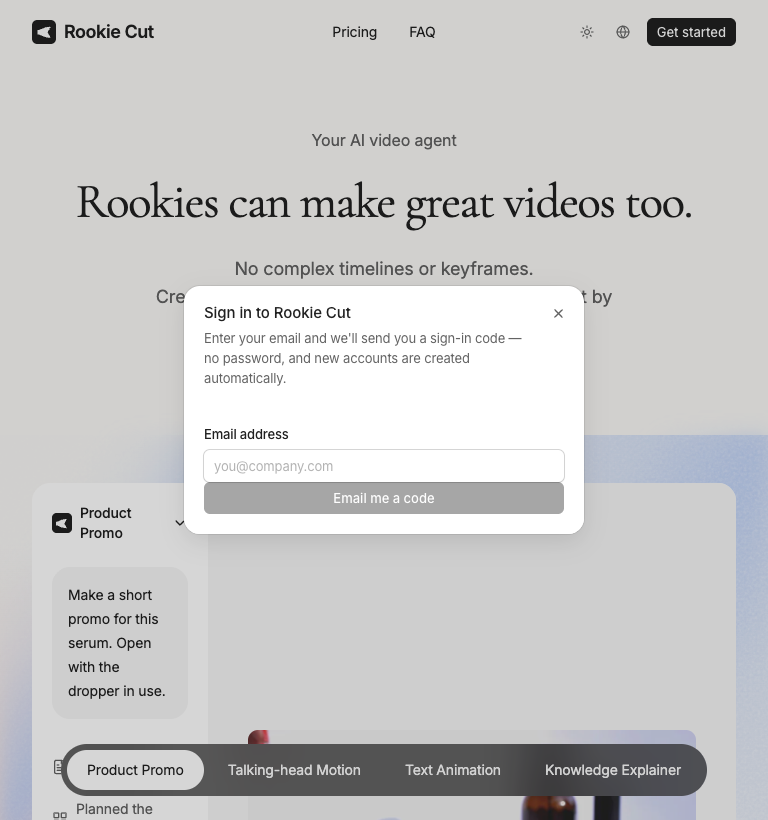 Rookie Cut
Pricing
FAQ
Get started
Your AI video agent
Rookies can make great videos too.
No complex timelines or keyframes.
by
Sign in to Rookie Cut
Enter your email and we'll send you a sign-in code —
no password, and new accounts are created
automatically.
Email address
you@company.com
Email me a code
Product
Promo
Make a short
promo for this
serum. Open
with the
dropper in use.
Product Promo
Talking-head Motion
Text Animation
Knowledge Explainer
Planned the